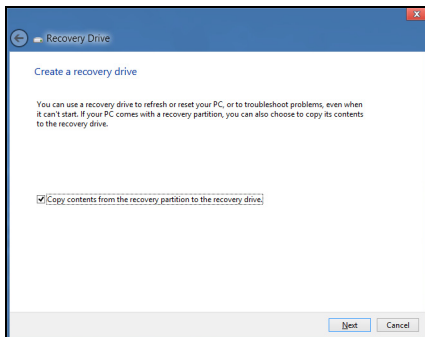 x
Recovery Drive
Create a recovery drive
You can use a recovery drive to refresh or reset your PC, or to troubleshoot problems, even when
it can't start. If your PC comes with a recovery partition, you can also choose to copy its contents
to the recovery drive.
Copy contents from the recovery partition to the recovery drive.
Next Cancel